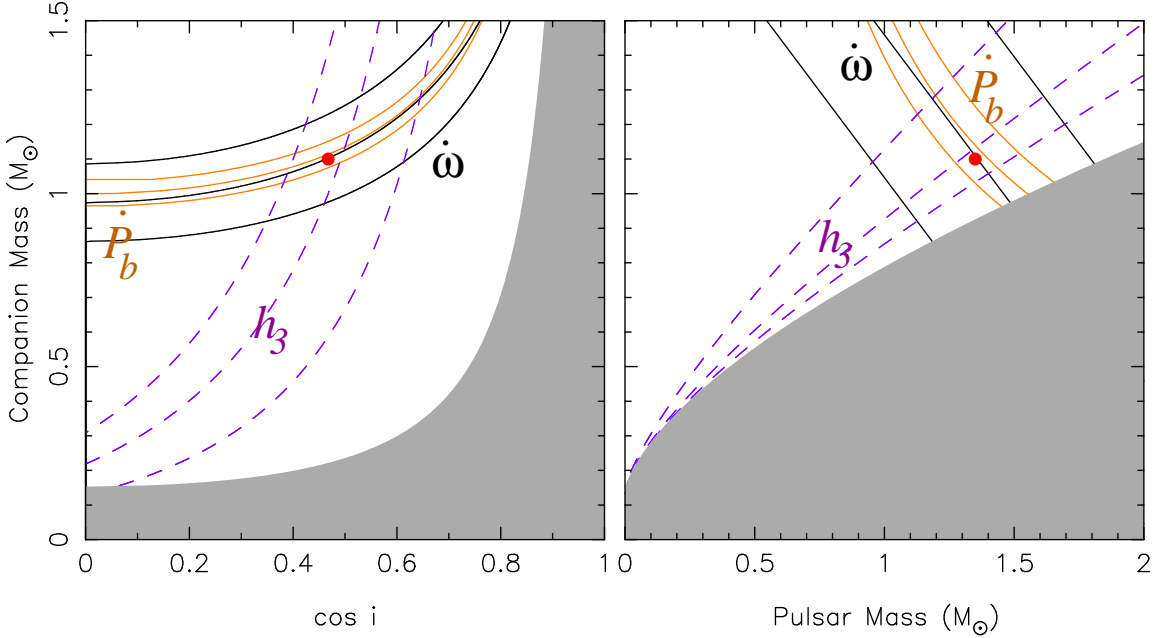 Companion Mass (M⊙)
1.5
1
0.5
0
ω̇
Ṗb
h3
0 0.2 0.4 0.6 0.8 1
cos i
ω̇
Ṗb
h3
0 0.5 1 1.5 2
Pulsar Mass (M⊙)